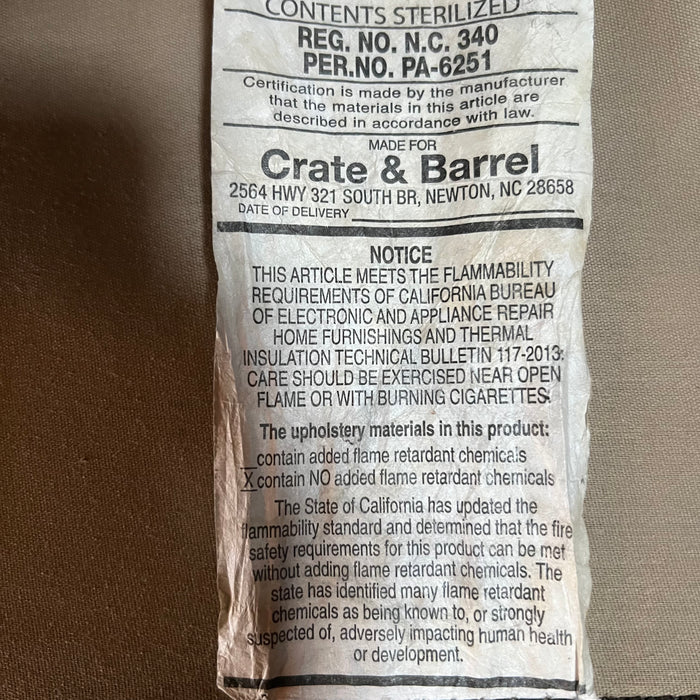 CONTENTS STERILIZED
REG. NO. N.C. 340
PER.NO. PA-6251
Certification is made by the manufacturer
that the materials in this article are
described in accordance with law.
MADE FOR
Crate & Barrel
2564 HWY 321 SOUTH BR, NEWTON, NC 28658
DATE OF DELIVERY
NOTICE
THIS ARTICLE MEETS THE FLAMMABILITY
REQUIREMENTS OF CALIFORNIA BUREAU
OF ELECTRONIC AND APPLIANCE REPAIR
HOME FURNISHINGS AND THERMAL
INSULATION TECHNICAL BULLETIN 117-2013:
CARE SHOULD BE EXERCISED NEAR OPEN
FLAME OR WITH BURNING CIGARETTES.
The upholstery materials in this product:
_contain added flame retardant chemicals
X contain NO added flame retardant chemicals
The State of California has updated the
flammability standard and determined that the fire
safety requirements for this product can be met
without adding flame retardant chemicals. The
state has identified many flame retardant
chemicals as being known to, or strongly
suspected of, adversely impacting human health
or development.